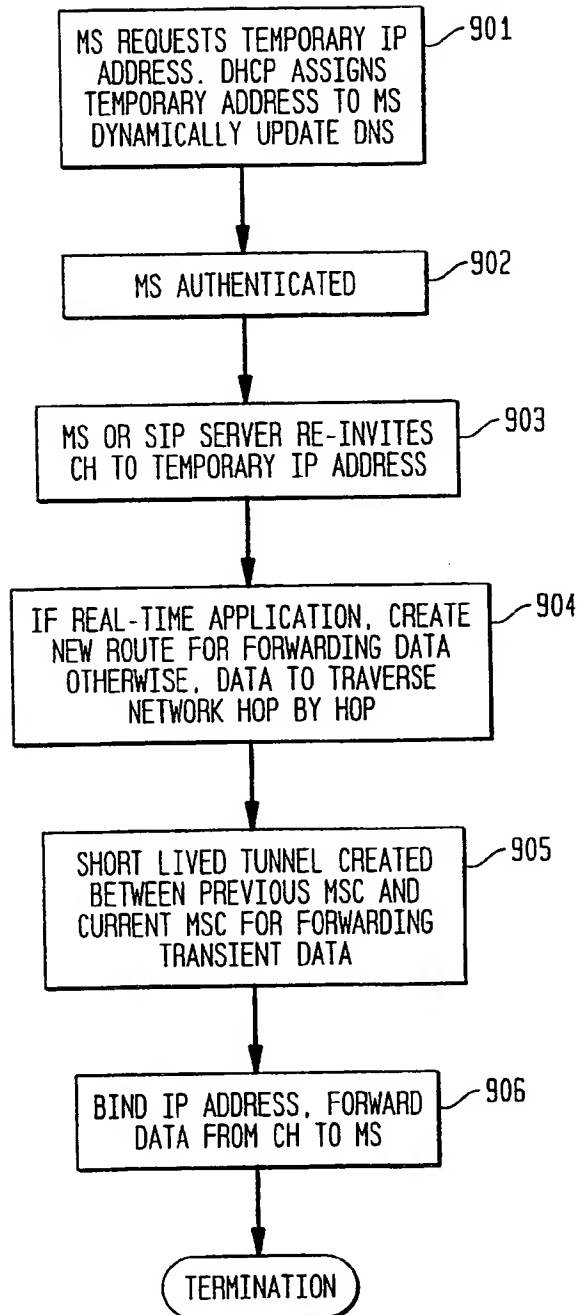 MS REQUESTS TEMPORARY IP
ADDRESS. DHCP ASSIGNS
TEMPORARY ADDRESS TO MS
DYNAMICALLY UPDATE DNS
901
MS AUTHENTICATED
902
MS OR SIP SERVER RE-INVITES
CH TO TEMPORARY IP ADDRESS
903
IF REAL-TIME APPLICATION, CREATE
NEW ROUTE FOR FORWARDING DATA
OTHERWISE, DATA TO TRAVERSE
NETWORK HOP BY HOP
904
SHORT LIVED TUNNEL CREATED
BETWEEN PREVIOUS MSC AND
CURRENT MSC FOR FORWARDING
TRANSIENT DATA
905
BIND IP ADDRESS, FORWARD
DATA FROM CH TO MS
906
TERMINATION